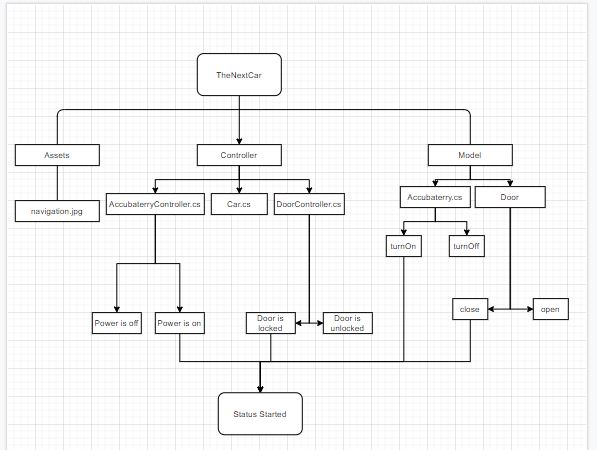 TheNextCar
Assets
Controller
Model
navigation.jpg
AccubaterryController.cs
Car.cs
DoorController.cs
Accubaterry.cs
Door
turnOn
turnOff
Power is off
Power is on
Door is
locked
Door is
unlocked
close
open
Status Started